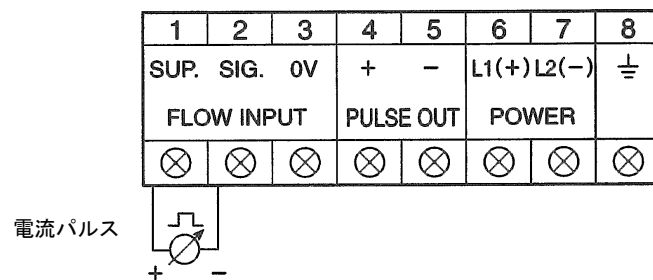 1 2 3 4 5 6 7 8
SUP. SIG. 0V + − L1(+) L2(−)
FLOW INPUT PULSE OUT POWER
電流パルス
+ −